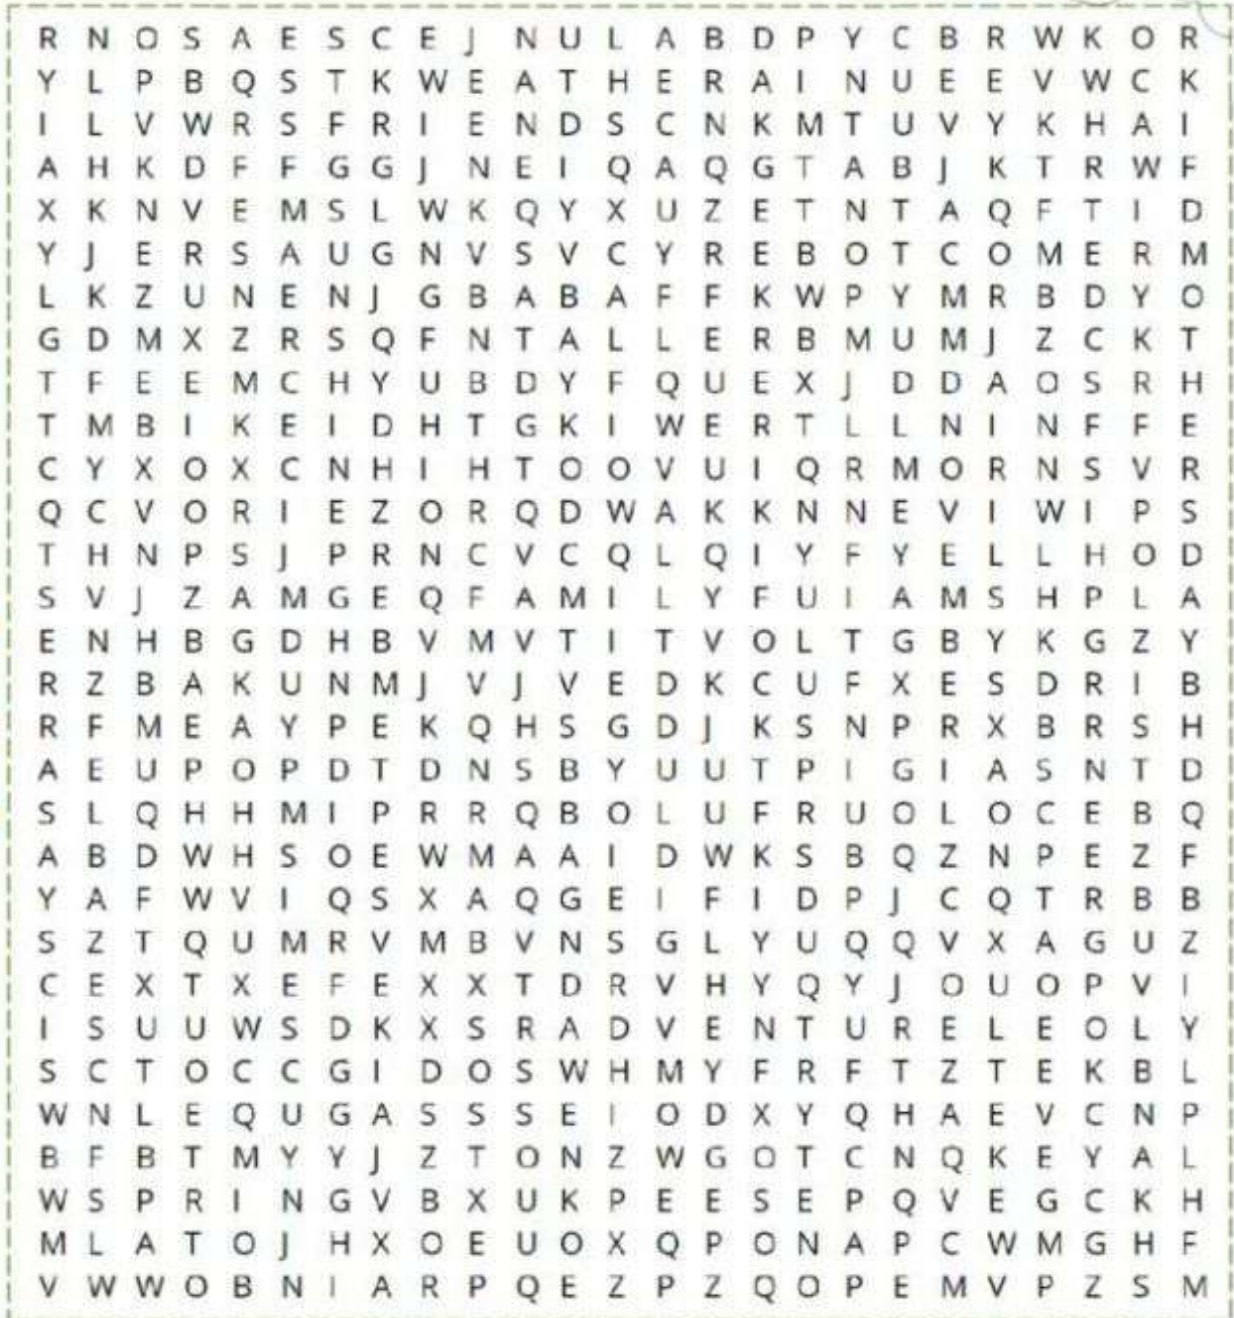 R N O S A E S C E J N U L A B D P Y C B R W K O R
Y L P B Q S T K W E A T H E R A I N U E E V W C K
I L V W R S F R I E N D S C N K M T U V Y K H A I
A H K D F F G G J N E I Q A Q G T A B J K T R W F
X K N V E M S L W K Q Y X U Z E T N T A Q F T I D
Y J E R S A U G N V S V C Y R E B O T C O M E R M
L K Z U N E N J G B A B A F F K W P Y M R B D Y O
G D M X Z R S Q F N T A L L E R B M U M J Z C K T
T F E E M C H Y U B D Y F Q U E X J D D A O S R H
T M B I K E I D H T G K I W E R T L L N I N F F E
C Y X O X C N H I H T O O V U I Q R M O R N S V R
Q C V O R I E Z O R Q D W A K K N N E V I W I P S
T H N P S J P R N C V C Q L Q I Y F Y E L L H O D
S V J Z A M G E Q F A M I L Y F U I A M S H P L A
E N H B G D H B V M V T I T V O L T G B Y K G Z Y
R Z B A K U N M J V J V E D K C U F X E S D R I B
R F M E A Y P E K Q H S G D J K S N P R X B R S H
A E U P O P D T D N S B Y U U T P I G I A S N T D
S L Q H H M I P R R Q B O L U F R U O L O C E B Q
A B D W H S O E W M A A I D W K S B Q Z N P E Z F
Y A F W V I Q S X A Q G E I F I D P J C Q T R B B
S Z T Q U M R V M B V N S G L Y U Q Q V X A G U Z
C E X T X E F E X X T D R V H Y Q Y J O U O P V I
I S U U W S D K X S R A D V E N T U R E L E O L Y
S C T O C C G I D O S W H M Y F R F T Z T E K B L
W N L E Q U G A S S S E I O D X Y Q H A E V C N P
B F B T M Y Y J Z T O N Z W G O T C N Q K E Y A L
W S P R I N G V B X U K P E E S E P Q V E G C K H
M L A T O J H X O E U O X Q P O N A P C W M G H F
V W W O B N I A R P Q E Z P Z Q O P E M V P Z S M